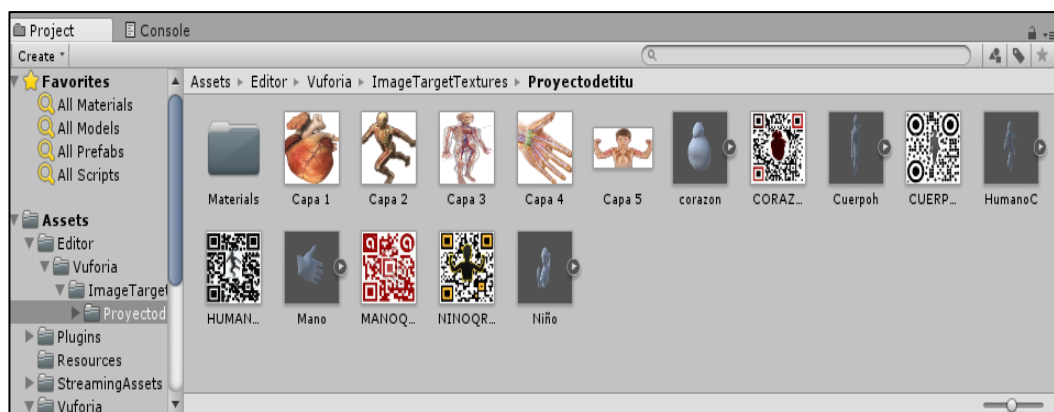 Project Console
Create
Favorites
All Materials
All Models
All Prefabs
All Scripts
Assets
Editor
Vuforia
ImageTarget
Proyectod
Plugins
Resources
StreamingAssets
Vuforia
Assets Editor Vuforia ImageTargetTextures Proyectodetitu
Materials Capa 1 Capa 2 Capa 3 Capa 4 Capa 5 corazon CORAZ... Cuerpoh CUERP... HumanoC
HUMAN... Mano MANOQ... NINOQR... Niño